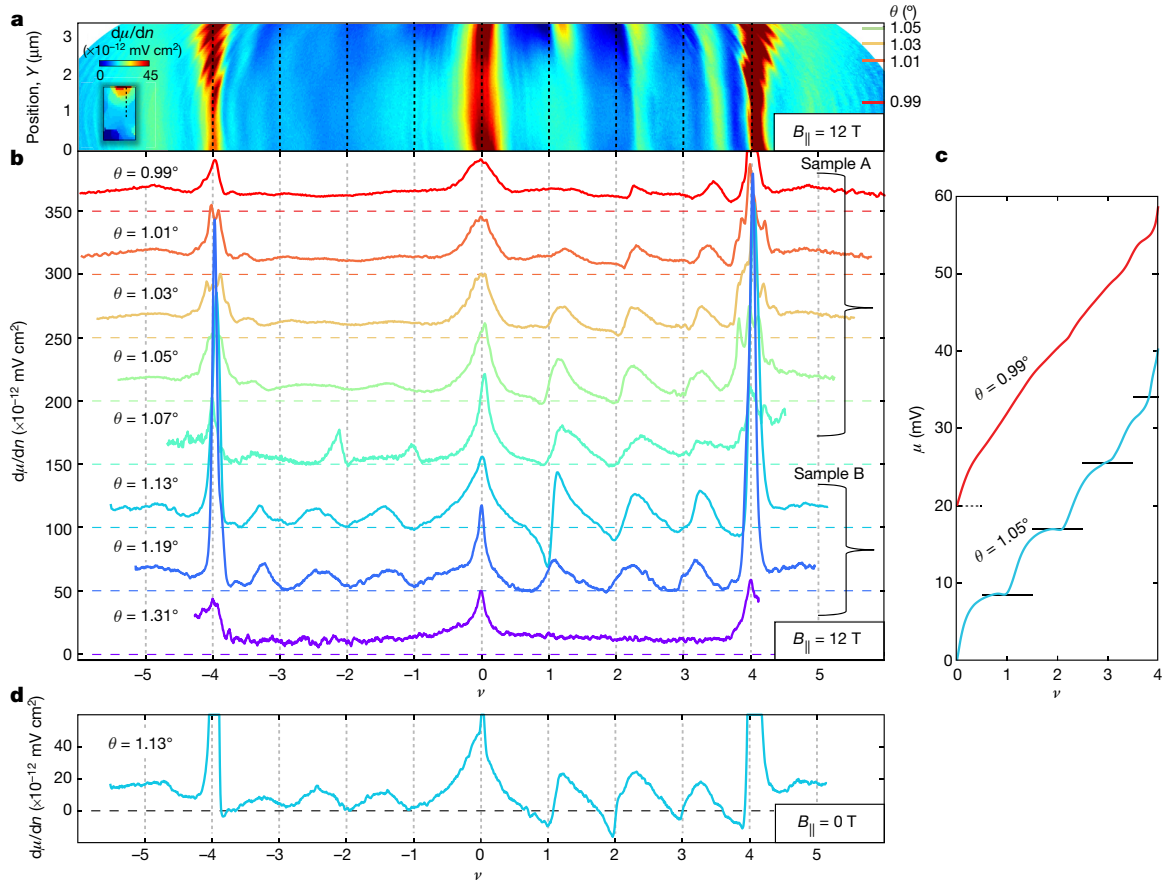 a
dμ/dn
(×10⁻¹² mV cm²)
0 45
Position, Y (μm)
3
2
1
0
θ (°)
1.05
1.03
1.01
0.99
B|| = 12 T
b
Sample A
θ = 0.99°
θ = 1.01°
θ = 1.03°
θ = 1.05°
θ = 1.07°
Sample B
θ = 1.13°
θ = 1.19°
θ = 1.31°
B|| = 12 T
dμ/dn (×10⁻¹² mV cm²)
350
300
250
200
150
100
50
0
−5 −4 −3 −2 −1 0 1 2 3 4 5
ν
c
60
50
40
30
20
10
0
μ (mV)
θ = 0.99°
θ = 1.05°
0 1 2 3 4
ν
d
θ = 1.13°
dμ/dn (×10⁻¹² mV cm²)
40
20
0
B|| = 0 T
−5 −4 −3 −2 −1 0 1 2 3 4 5
ν